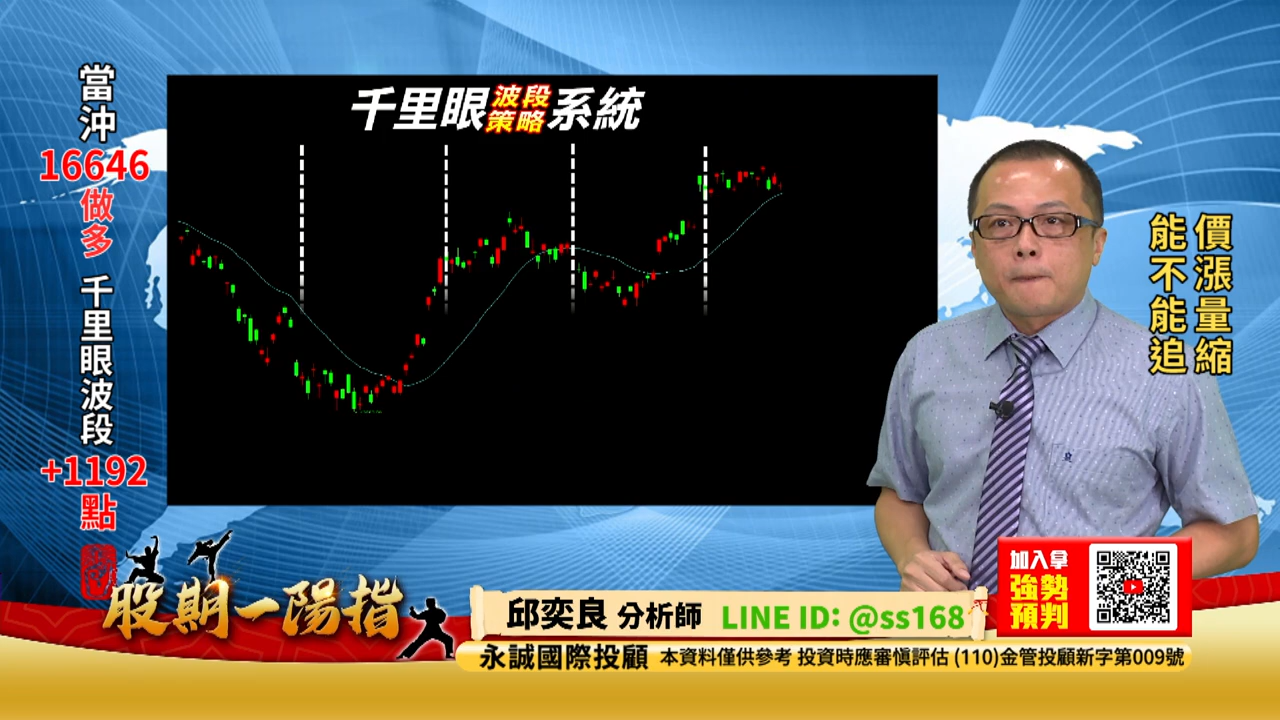 千里眼波段策略系統
當沖
16646
做多
千里眼波段
+1192
點
價漲量縮
能不能追
股期一陽指
邱奕良 分析師 LINE ID: @ss168
加入拿
強勢
預判
永誠國際投顧 本資料僅供參考 投資時應審慎評估 (110)金管投顧新字第009號